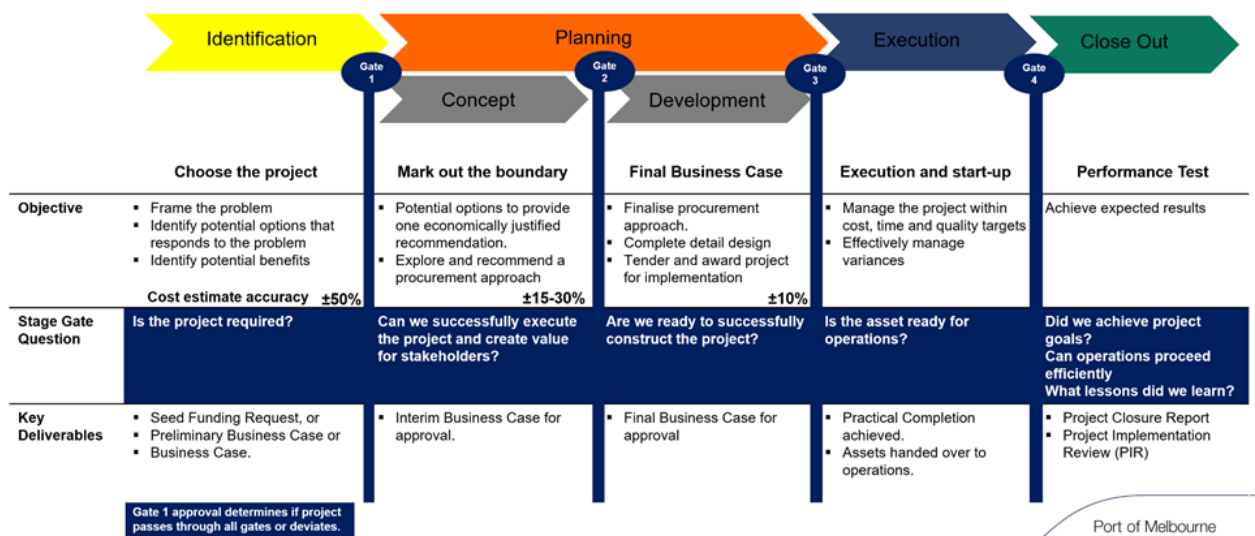 Identification
Planning
Execution
Close Out
Gate
1
Gate
2
Gate
3
Gate
4
Concept
Development
Choose the project
Mark out the boundary
Final Business Case
Execution and start-up
Performance Test
Objective
▪ Frame the problem
▪ Identify potential options that
responds to the problem
▪ Identify potential benefits
Cost estimate accuracy ±50%
▪ Potential options to provide
one economically justified
recommendation.
▪ Explore and recommend a
procurement approach
±15-30%
▪ Finalise procurement
approach.
▪ Complete detail design
▪ Tender and award project
for implementation
±10%
▪ Manage the project within
cost, time and quality targets
▪ Effectively manage
variances
Achieve expected results
Stage Gate
Question
Is the project required?
Can we successfully execute
the project and create value
for stakeholders?
Are we ready to successfully
construct the project?
Is the asset ready for
operations?
Did we achieve project
goals?
Can operations proceed
efficiently
What lessons did we learn?
Key
Deliverables
▪ Seed Funding Request, or
▪ Preliminary Business Case or
▪ Business Case.
▪ Interim Business Case for
approval.
▪ Final Business Case for
approval
▪ Practical Completion
achieved.
▪ Assets handed over to
operations.
▪ Project Closure Report
▪ Project Implementation
Review (PIR)
Gate 1 approval determines if project
passes through all gates or deviates.
Port of Melbourne